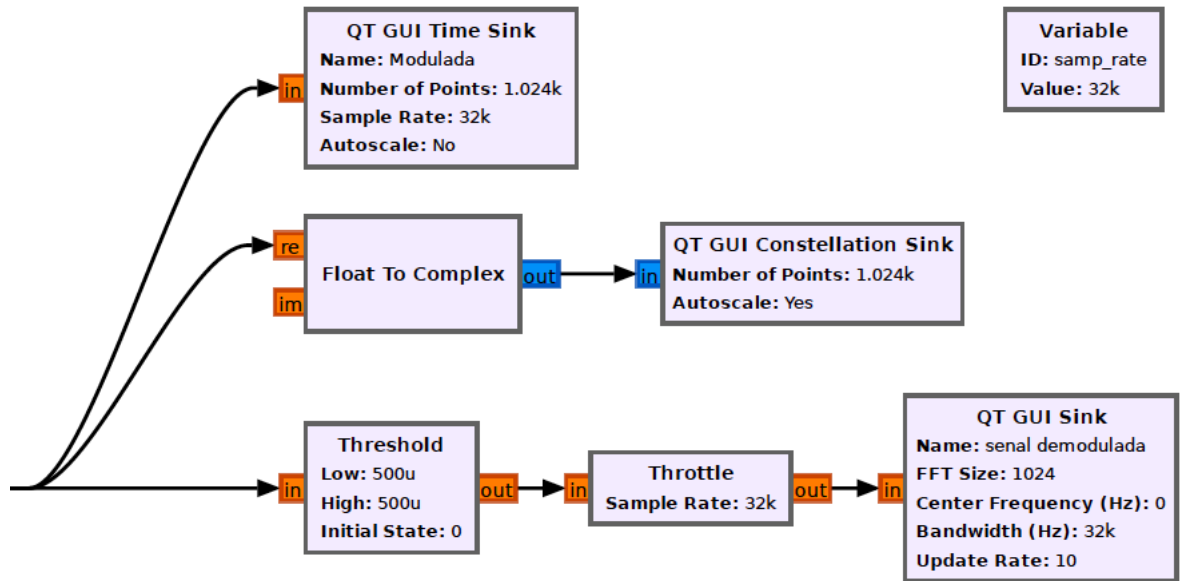 QT GUI Time Sink
Name: Modulada
Number of Points: 1.024k
Sample Rate: 32k
Autoscale: No
in
Variable
ID: samp_rate
Value: 32k
re
im
Float To Complex
out
in
QT GUI Constellation Sink
Number of Points: 1.024k
Autoscale: Yes
in
Threshold
Low: 500u
High: 500u
Initial State: 0
out
in
Throttle
Sample Rate: 32k
out
in
QT GUI Sink
Name: senal demodulada
FFT Size: 1024
Center Frequency (Hz): 0
Bandwidth (Hz): 32k
Update Rate: 10